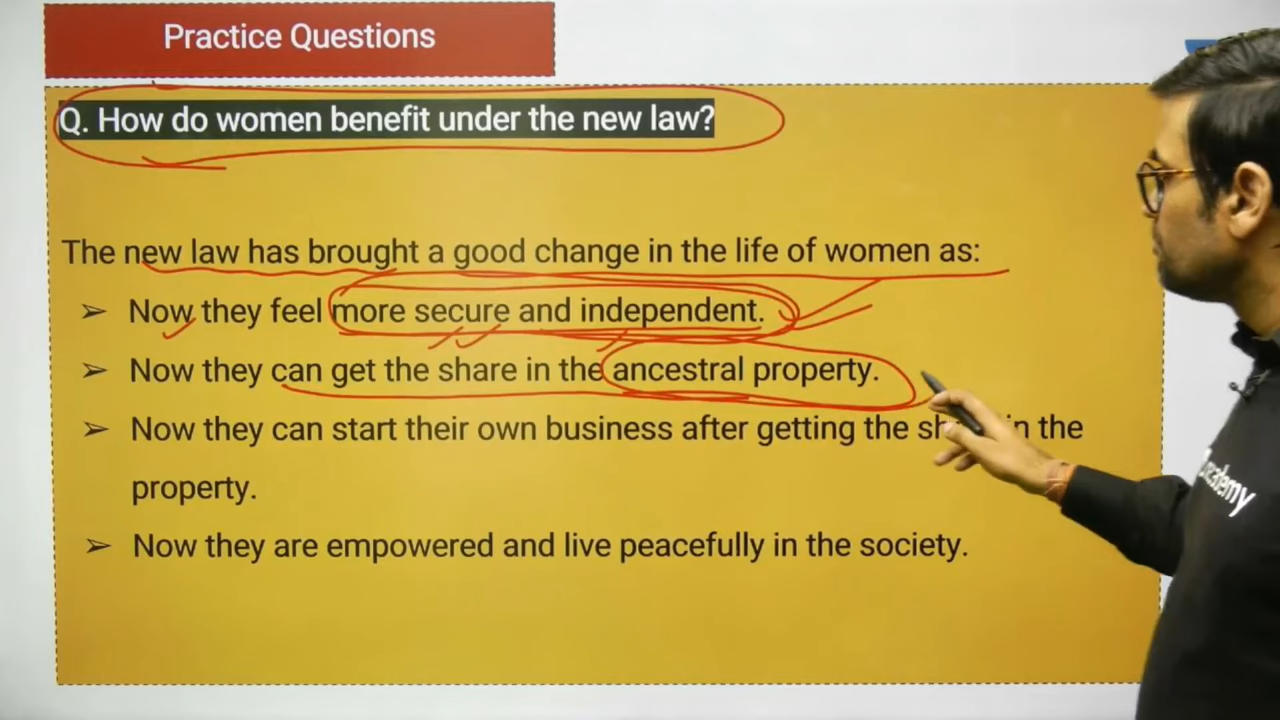 Practice Questions
Q. How do women benefit under the new law?
The new law has brought a good change in the life of women as:
➢ Now they feel more secure and independent.
➢ Now they can get the share in the ancestral property.
➢ Now they can start their own business after getting the in the
property.
➢ Now they are empowered and live peacefully in the society.